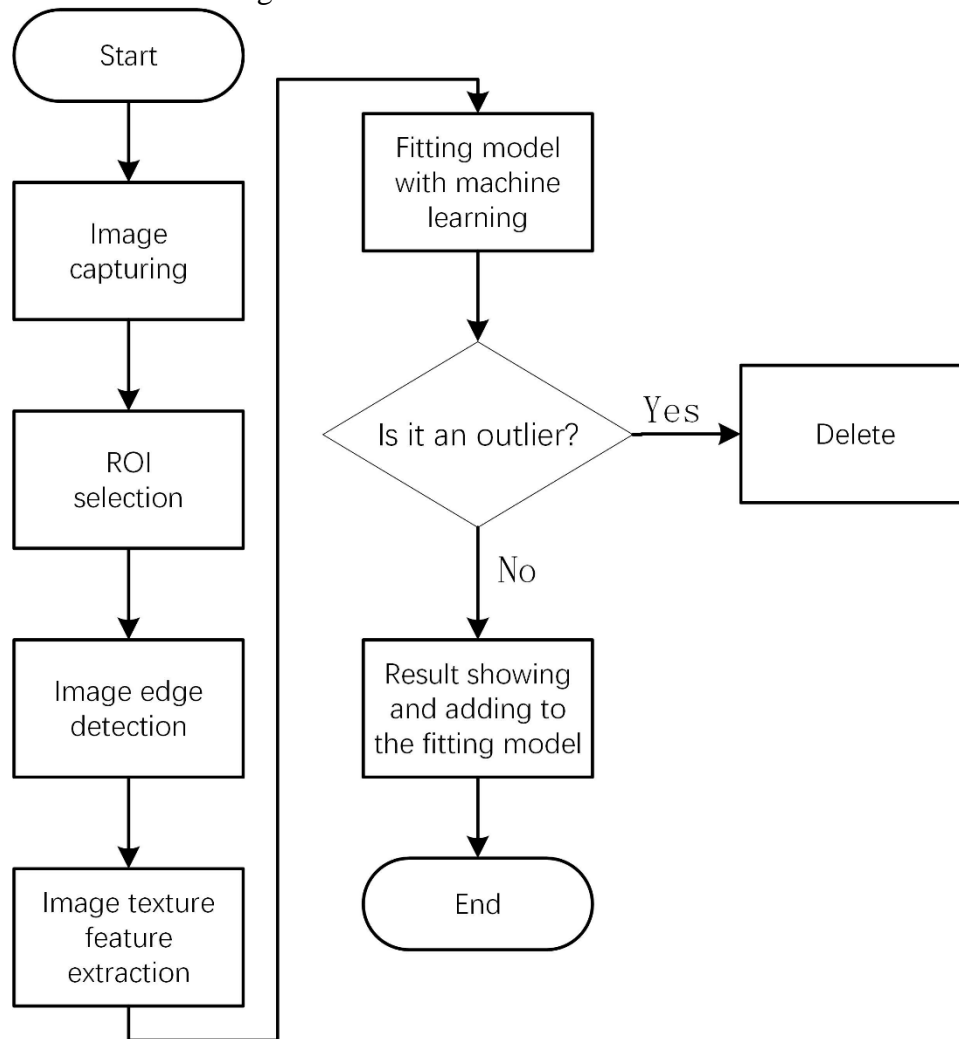 Start
Image
capturing
ROI
selection
Image edge
detection
Image texture
feature
extraction
Fitting model
with machine
learning
Is it an outlier?
Yes
Delete
No
Result showing
and adding to
the fitting model
End